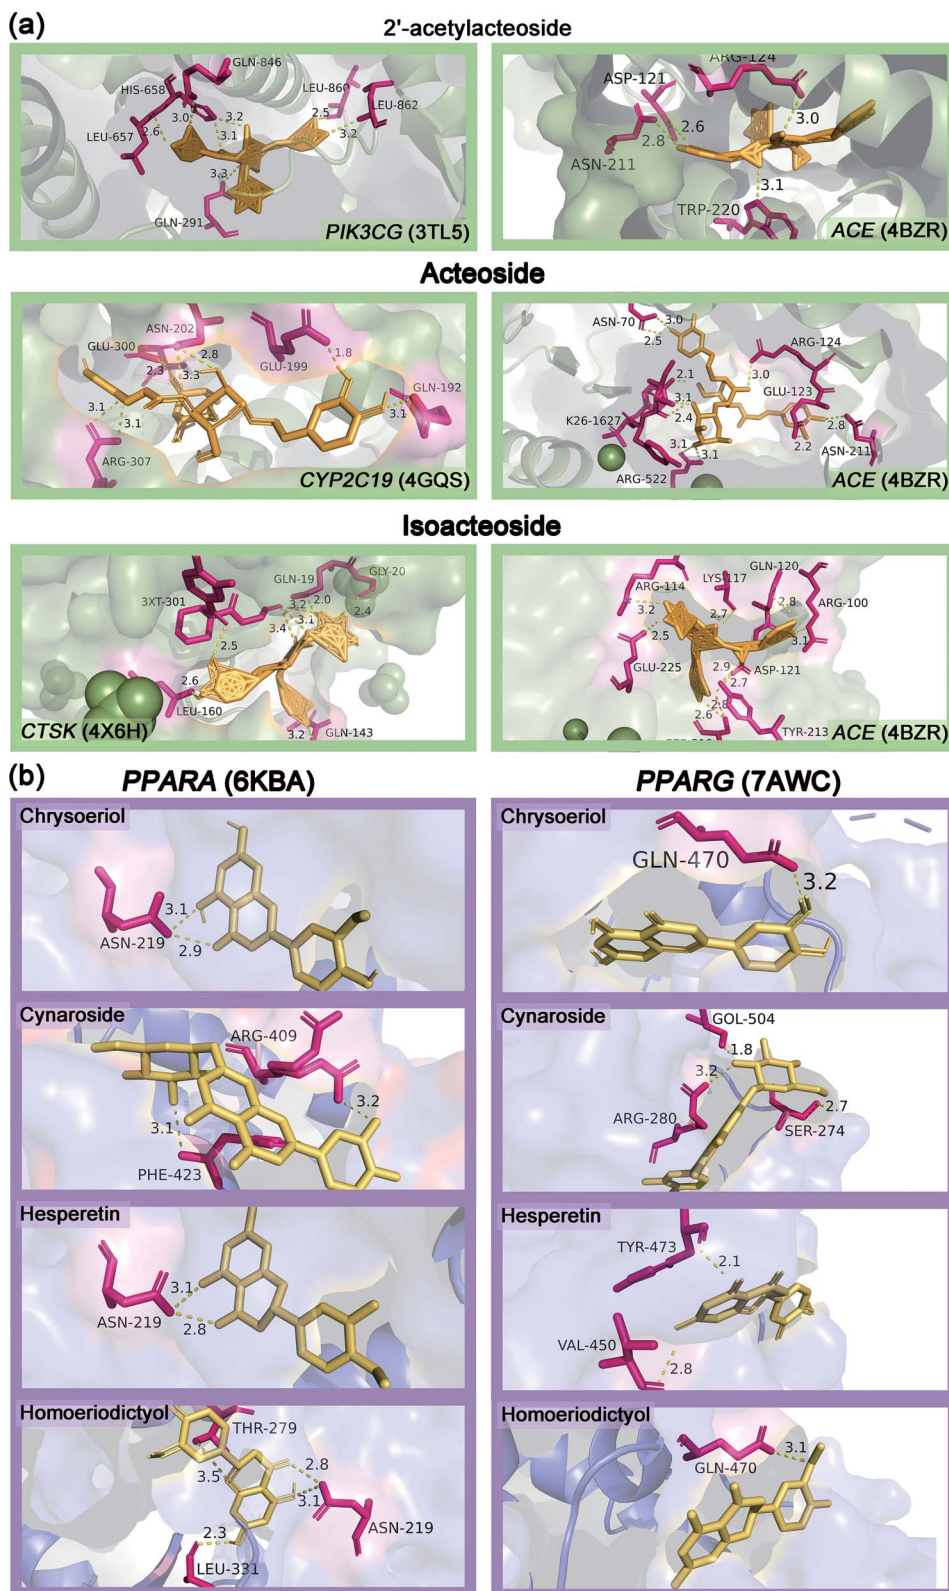 (a)
2'-acetylacteoside
GLN-846
HIS-658
LEU-860
LEU-862
LEU-657
2.6
3.0
3.2
3.1
2.5
3.2
3.3
GLN-291
PIK3CG (3TL5)
ARG-124
ASP-121
3.0
2.6
2.8
ASN-211
3.1
TRP-220
ACE (4BZR)
Acteoside
ASN-202
GLU-300
2.8
2.3
3.3
GLU-199
1.8
GLN-192
3.1
3.1
3.1
ARG-307
CYP2C19 (4GQS)
ASN-70
3.0
2.5
ARG-124
2.1
3.0
GLU-123
3.1
2.4
K26-1627
2.8
3.1
3.1
2.2
ASN-211
ARG-522
ACE (4BZR)
Isoacteoside
GLN-19
GLY-20
3XT-301
2.0
3.2
2.4
3.1
3.4
2.5
2.6
LEU-160
3.2
GLN-143
CTSK (4X6H)
GLN-120
LYS-117
ARG-114
ARG-100
3.2
2.7
2.8
2.5
3.1
GLU-225
2.9
ASP-121
2.7
2.8
2.6
TYR-213
ACE (4BZR)
(b)
PPARA (6KBA)
PPARG (7AWC)
Chrysoeriol
3.1
ASN-219
2.9
Chrysoeriol
GLN-470
3.2
Cynaroside
ARG-409
3.2
3.1
PHE-423
Cynaroside
GOL-504
1.8
3.2
ARG-280
2.7
SER-274
Hesperetin
3.1
ASN-219
2.8
Hesperetin
TYR-473
2.1
VAL-450
2.8
Homoeriodictyol
THR-279
2.8
3.5
3.1
ASN-219
2.3
LEU-331
Homoeriodictyol
3.1
GLN-470